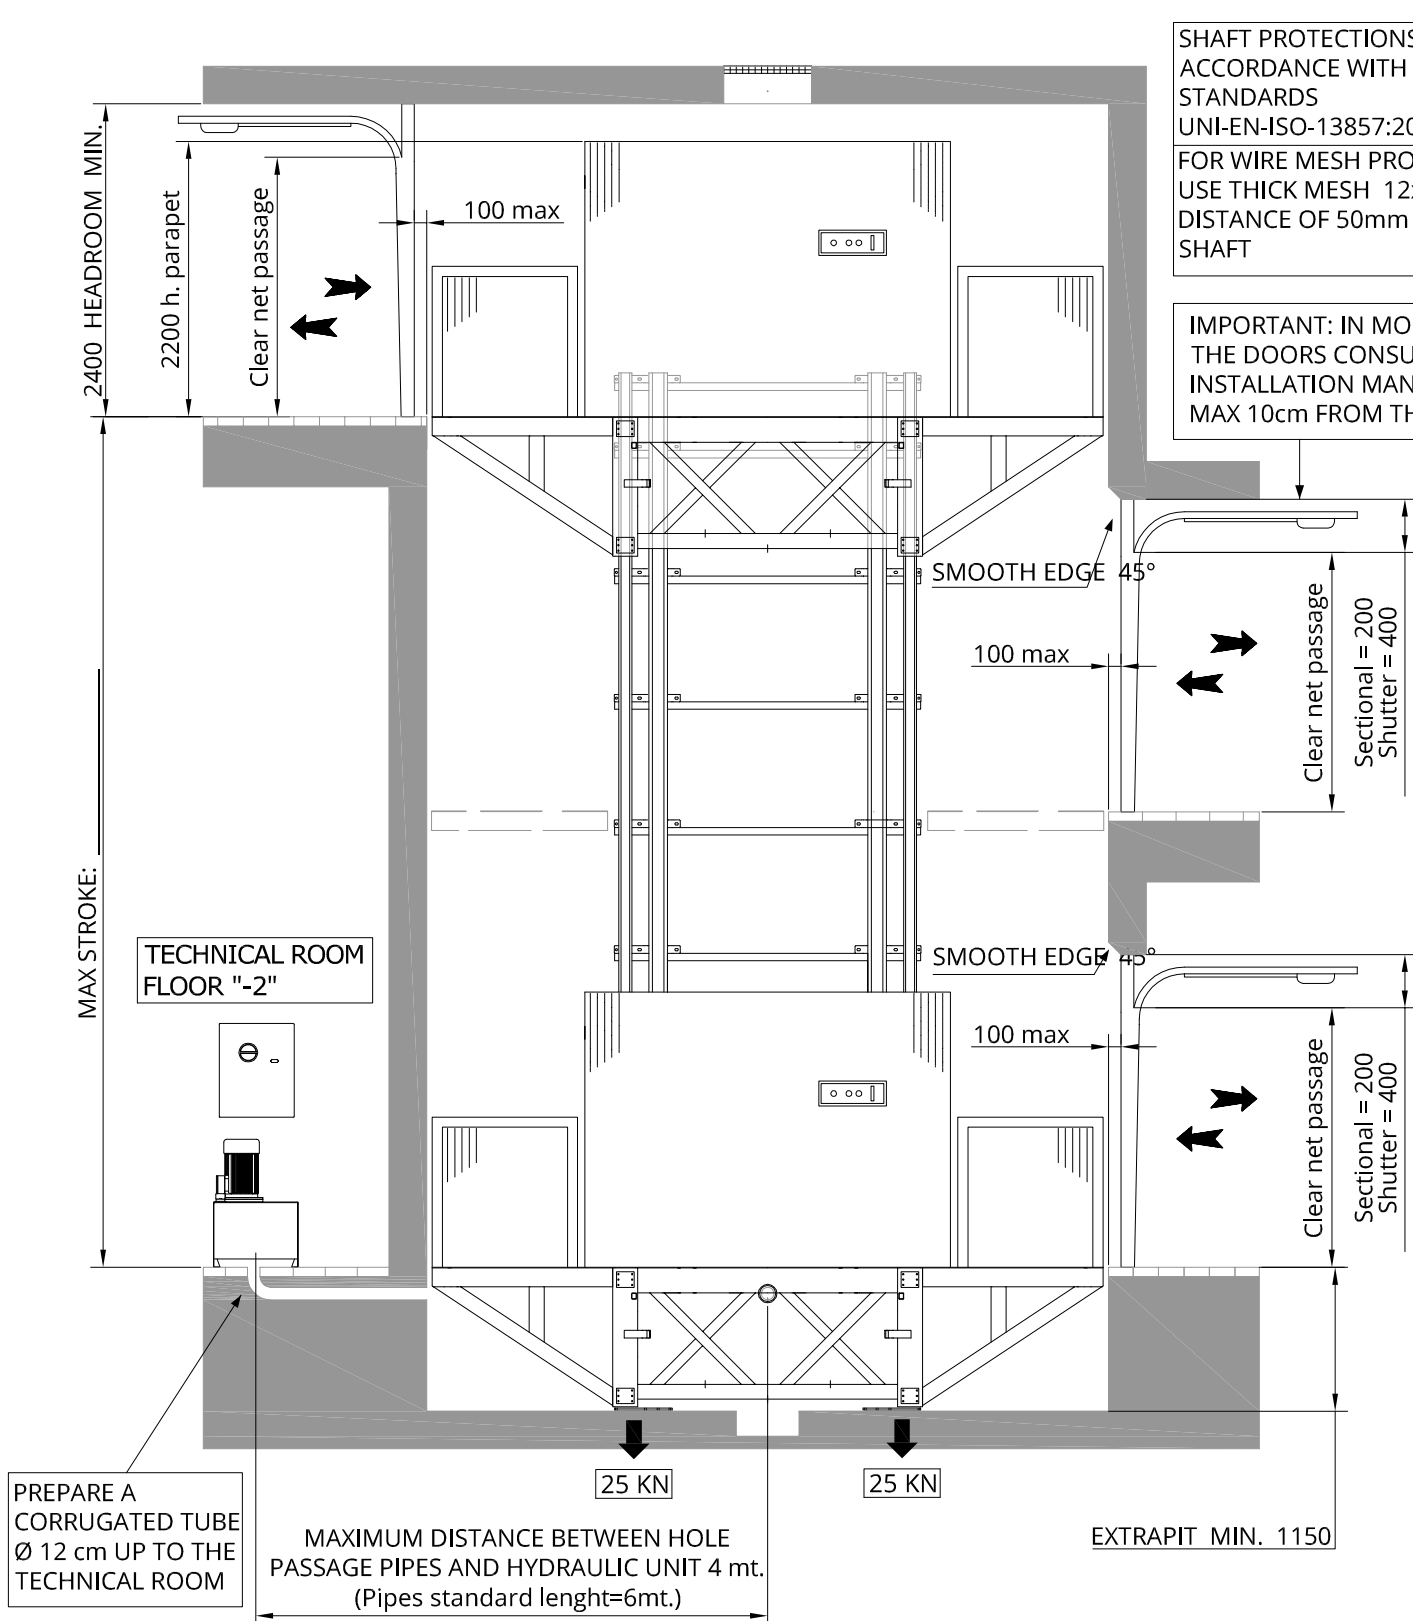 SHAFT PROTECTIONS
ACCORDANCE WITH
STANDARDS
UNI-EN-ISO-13857:20
FOR WIRE MESH PRO
USE THICK MESH 12
DISTANCE OF 50mm
SHAFT
IMPORTANT: IN MO
THE DOORS CONSU
INSTALLATION MAN
MAX 10cm FROM TH
2400 HEADROOM MIN.
2200 h. parapet
Clear net passage
100 max
SMOOTH EDGE 45°
100 max
Clear net passage
Sectional = 200
Shutter = 400
MAX STROKE:
TECHNICAL ROOM
FLOOR "-2"
SMOOTH EDGE 45°
100 max
Clear net passage
Sectional = 200
Shutter = 400
25 KN
25 KN
PREPARE A
CORRUGATED TUBE
Ø 12 cm UP TO THE
TECHNICAL ROOM
MAXIMUM DISTANCE BETWEEN HOLE
PASSAGE PIPES AND HYDRAULIC UNIT 4 mt.
(Pipes standard lenght=6mt.)
EXTRAPIT MIN. 1150